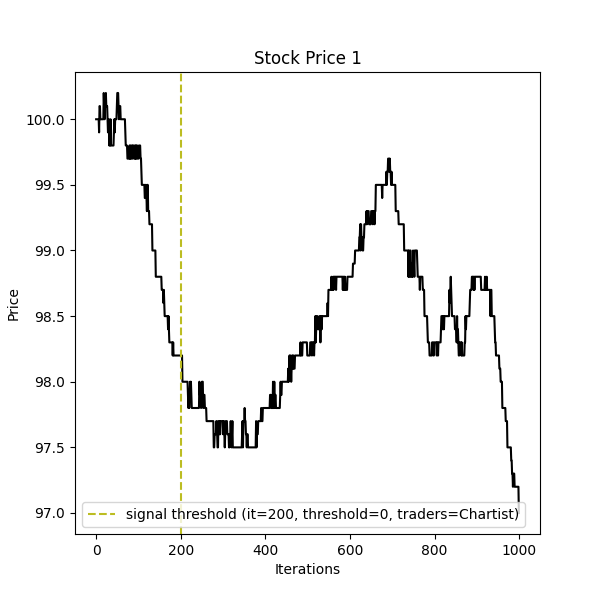 Stock Price 1
100.0
99.5
99.0
98.5
98.0
97.5
97.0
Price
signal threshold (it=200, threshold=0, traders=Chartist)
0 200 400 600 800 1000
Iterations